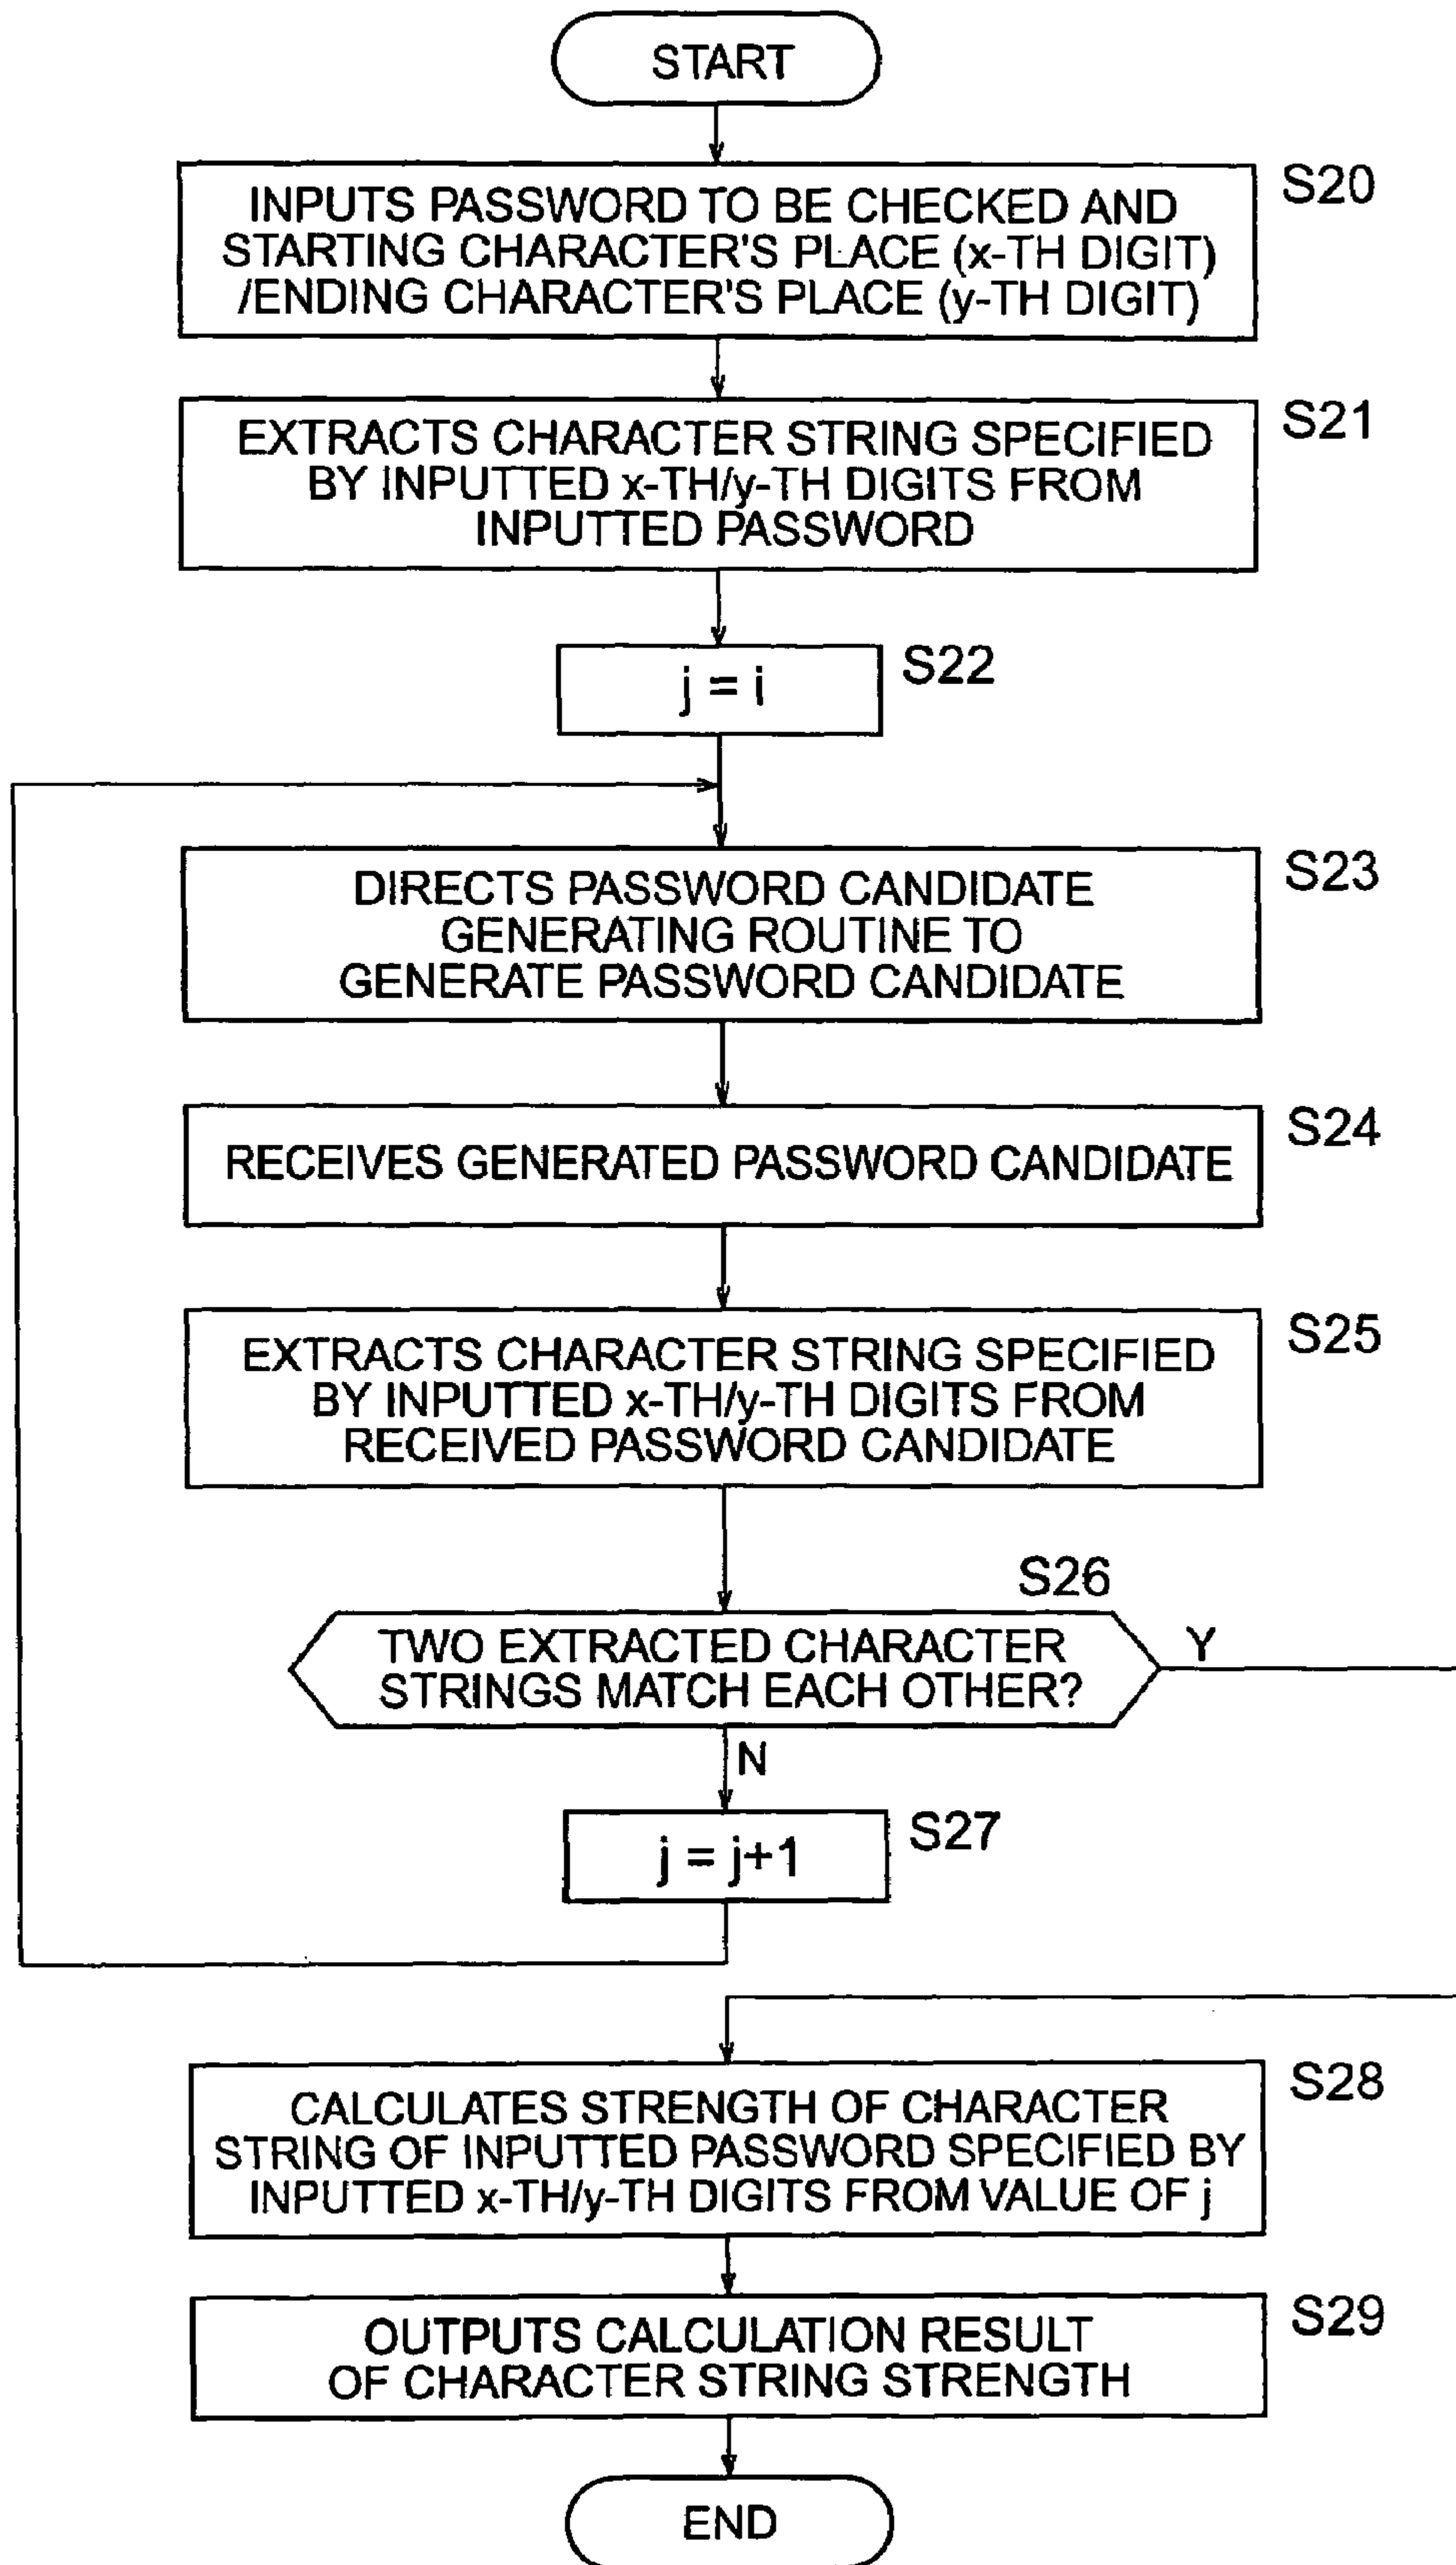 START
S20
INPUTS PASSWORD TO BE CHECKED AND
STARTING CHARACTER'S PLACE (x-TH DIGIT)
/ENDING CHARACTER'S PLACE (y-TH DIGIT)
S21
EXTRACTS CHARACTER STRING SPECIFIED
BY INPUTTED x-TH/y-TH DIGITS FROM
INPUTTED PASSWORD
S22
j = i
S23
DIRECTS PASSWORD CANDIDATE
GENERATING ROUTINE TO
GENERATE PASSWORD CANDIDATE
S24
RECEIVES GENERATED PASSWORD CANDIDATE
S25
EXTRACTS CHARACTER STRING SPECIFIED
BY INPUTTED x-TH/y-TH DIGITS FROM
RECEIVED PASSWORD CANDIDATE
S26
TWO EXTRACTED CHARACTER
STRINGS MATCH EACH OTHER?
Y
N
S27
j = j+1
S28
CALCULATES STRENGTH OF CHARACTER
STRING OF INPUTTED PASSWORD SPECIFIED BY
INPUTTED x-TH/y-TH DIGITS FROM VALUE OF j
S29
OUTPUTS CALCULATION RESULT
OF CHARACTER STRING STRENGTH
END